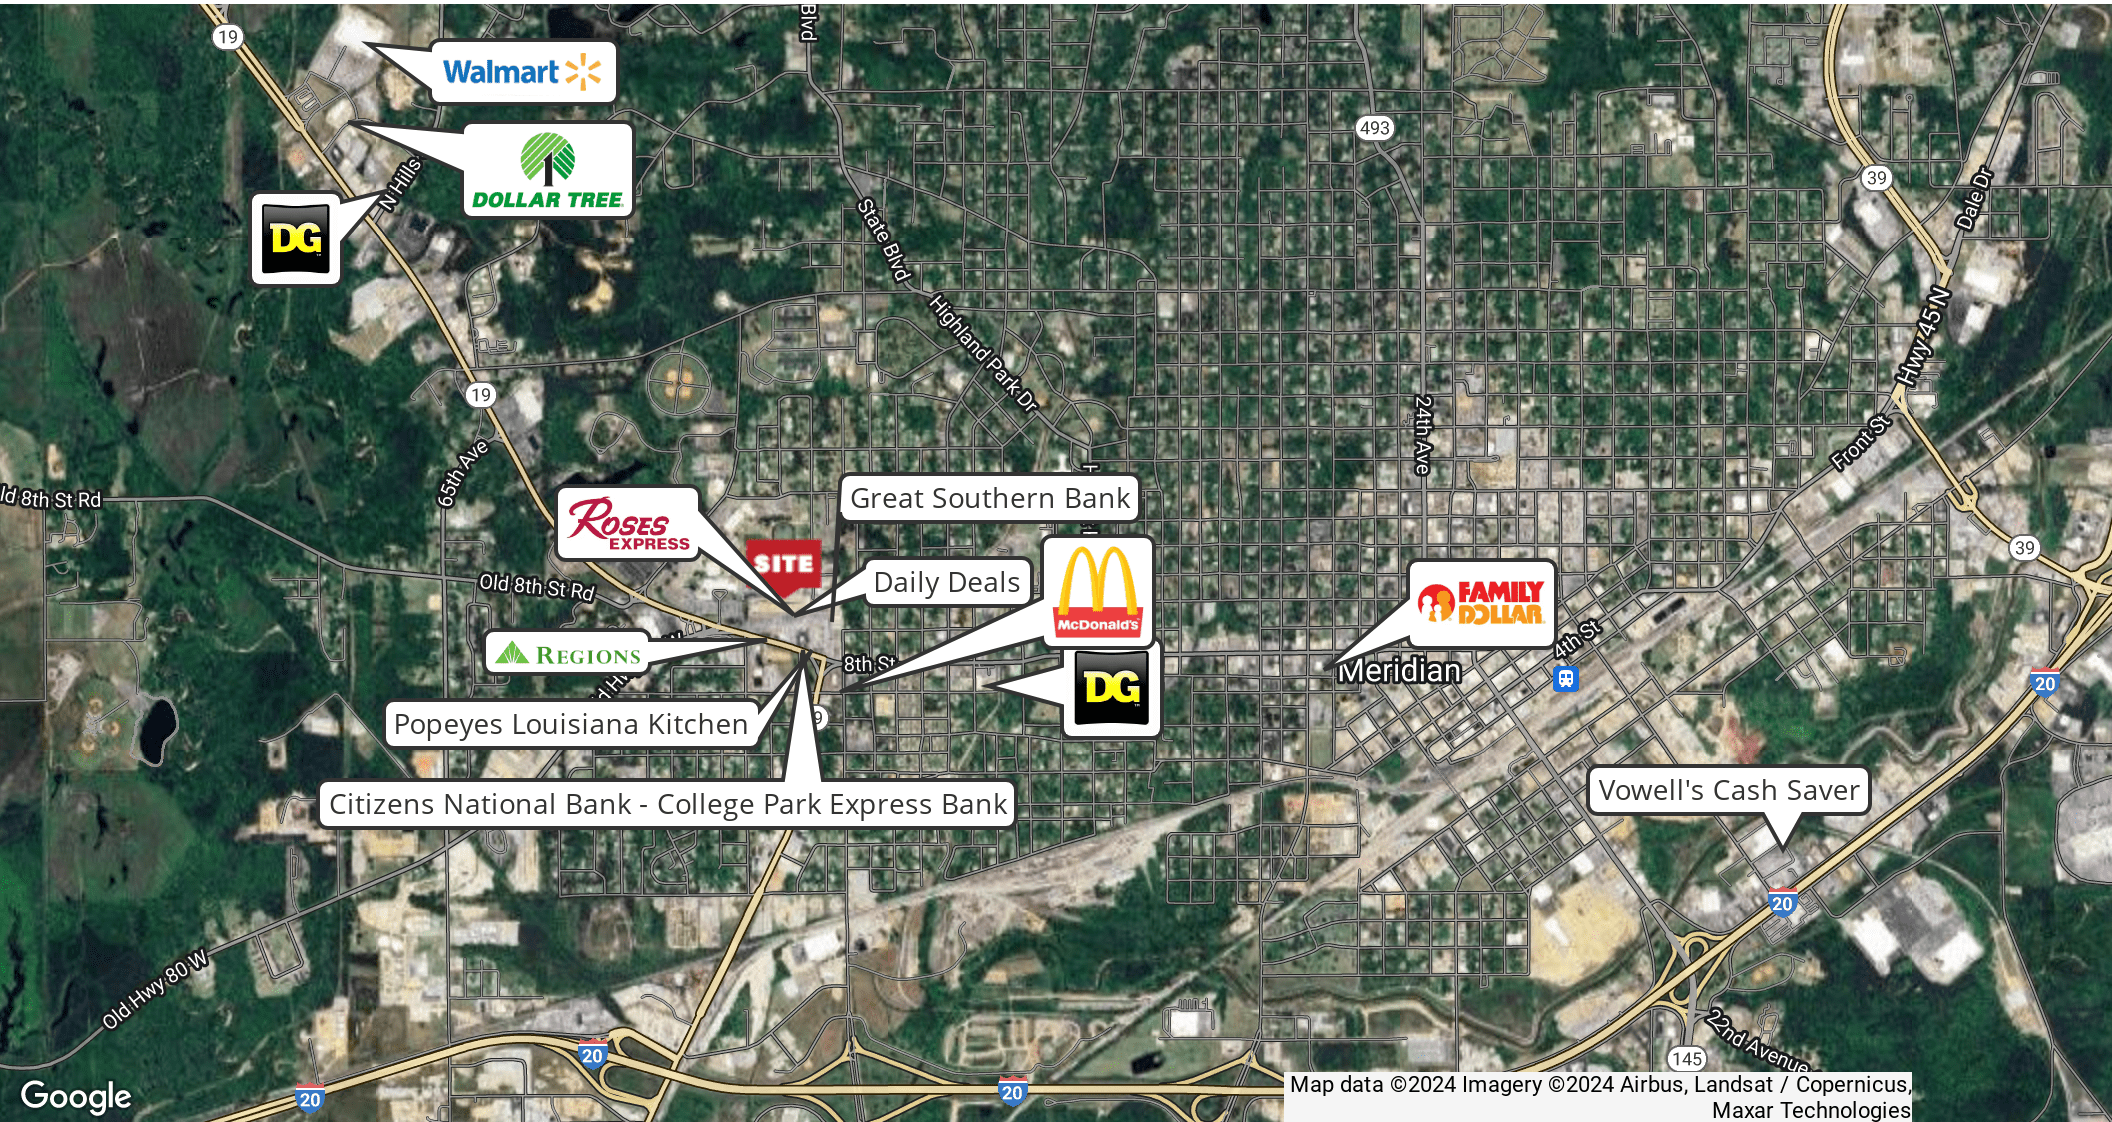 19
Blvd
Walmart
493
DOLLAR TREE
N Hills
39
Dale Dr
DG
State Blvd
Highland Park Dr
Hwy 45 N
19
24th Ave
Front St
65th Ave
ld 8th St Rd
Great Southern Bank
H
ROSES
EXPRESS
SITE
39
Old 8th St Rd
Daily Deals
McDonald's
FAMILY
DOLLAR
4th St
REGIONS
W
8th St
Meridian
DG
20
d Hw
Popeyes Louisiana Kitchen
9
Citizens National Bank - College Park Express Bank
Vowell's Cash Saver
20
Old Hwy 80 W
22nd Avenue
145
20
20
20
Google
Map data ©2024 Imagery ©2024 Airbus, Landsat / Copernicus,
Maxar Technologies